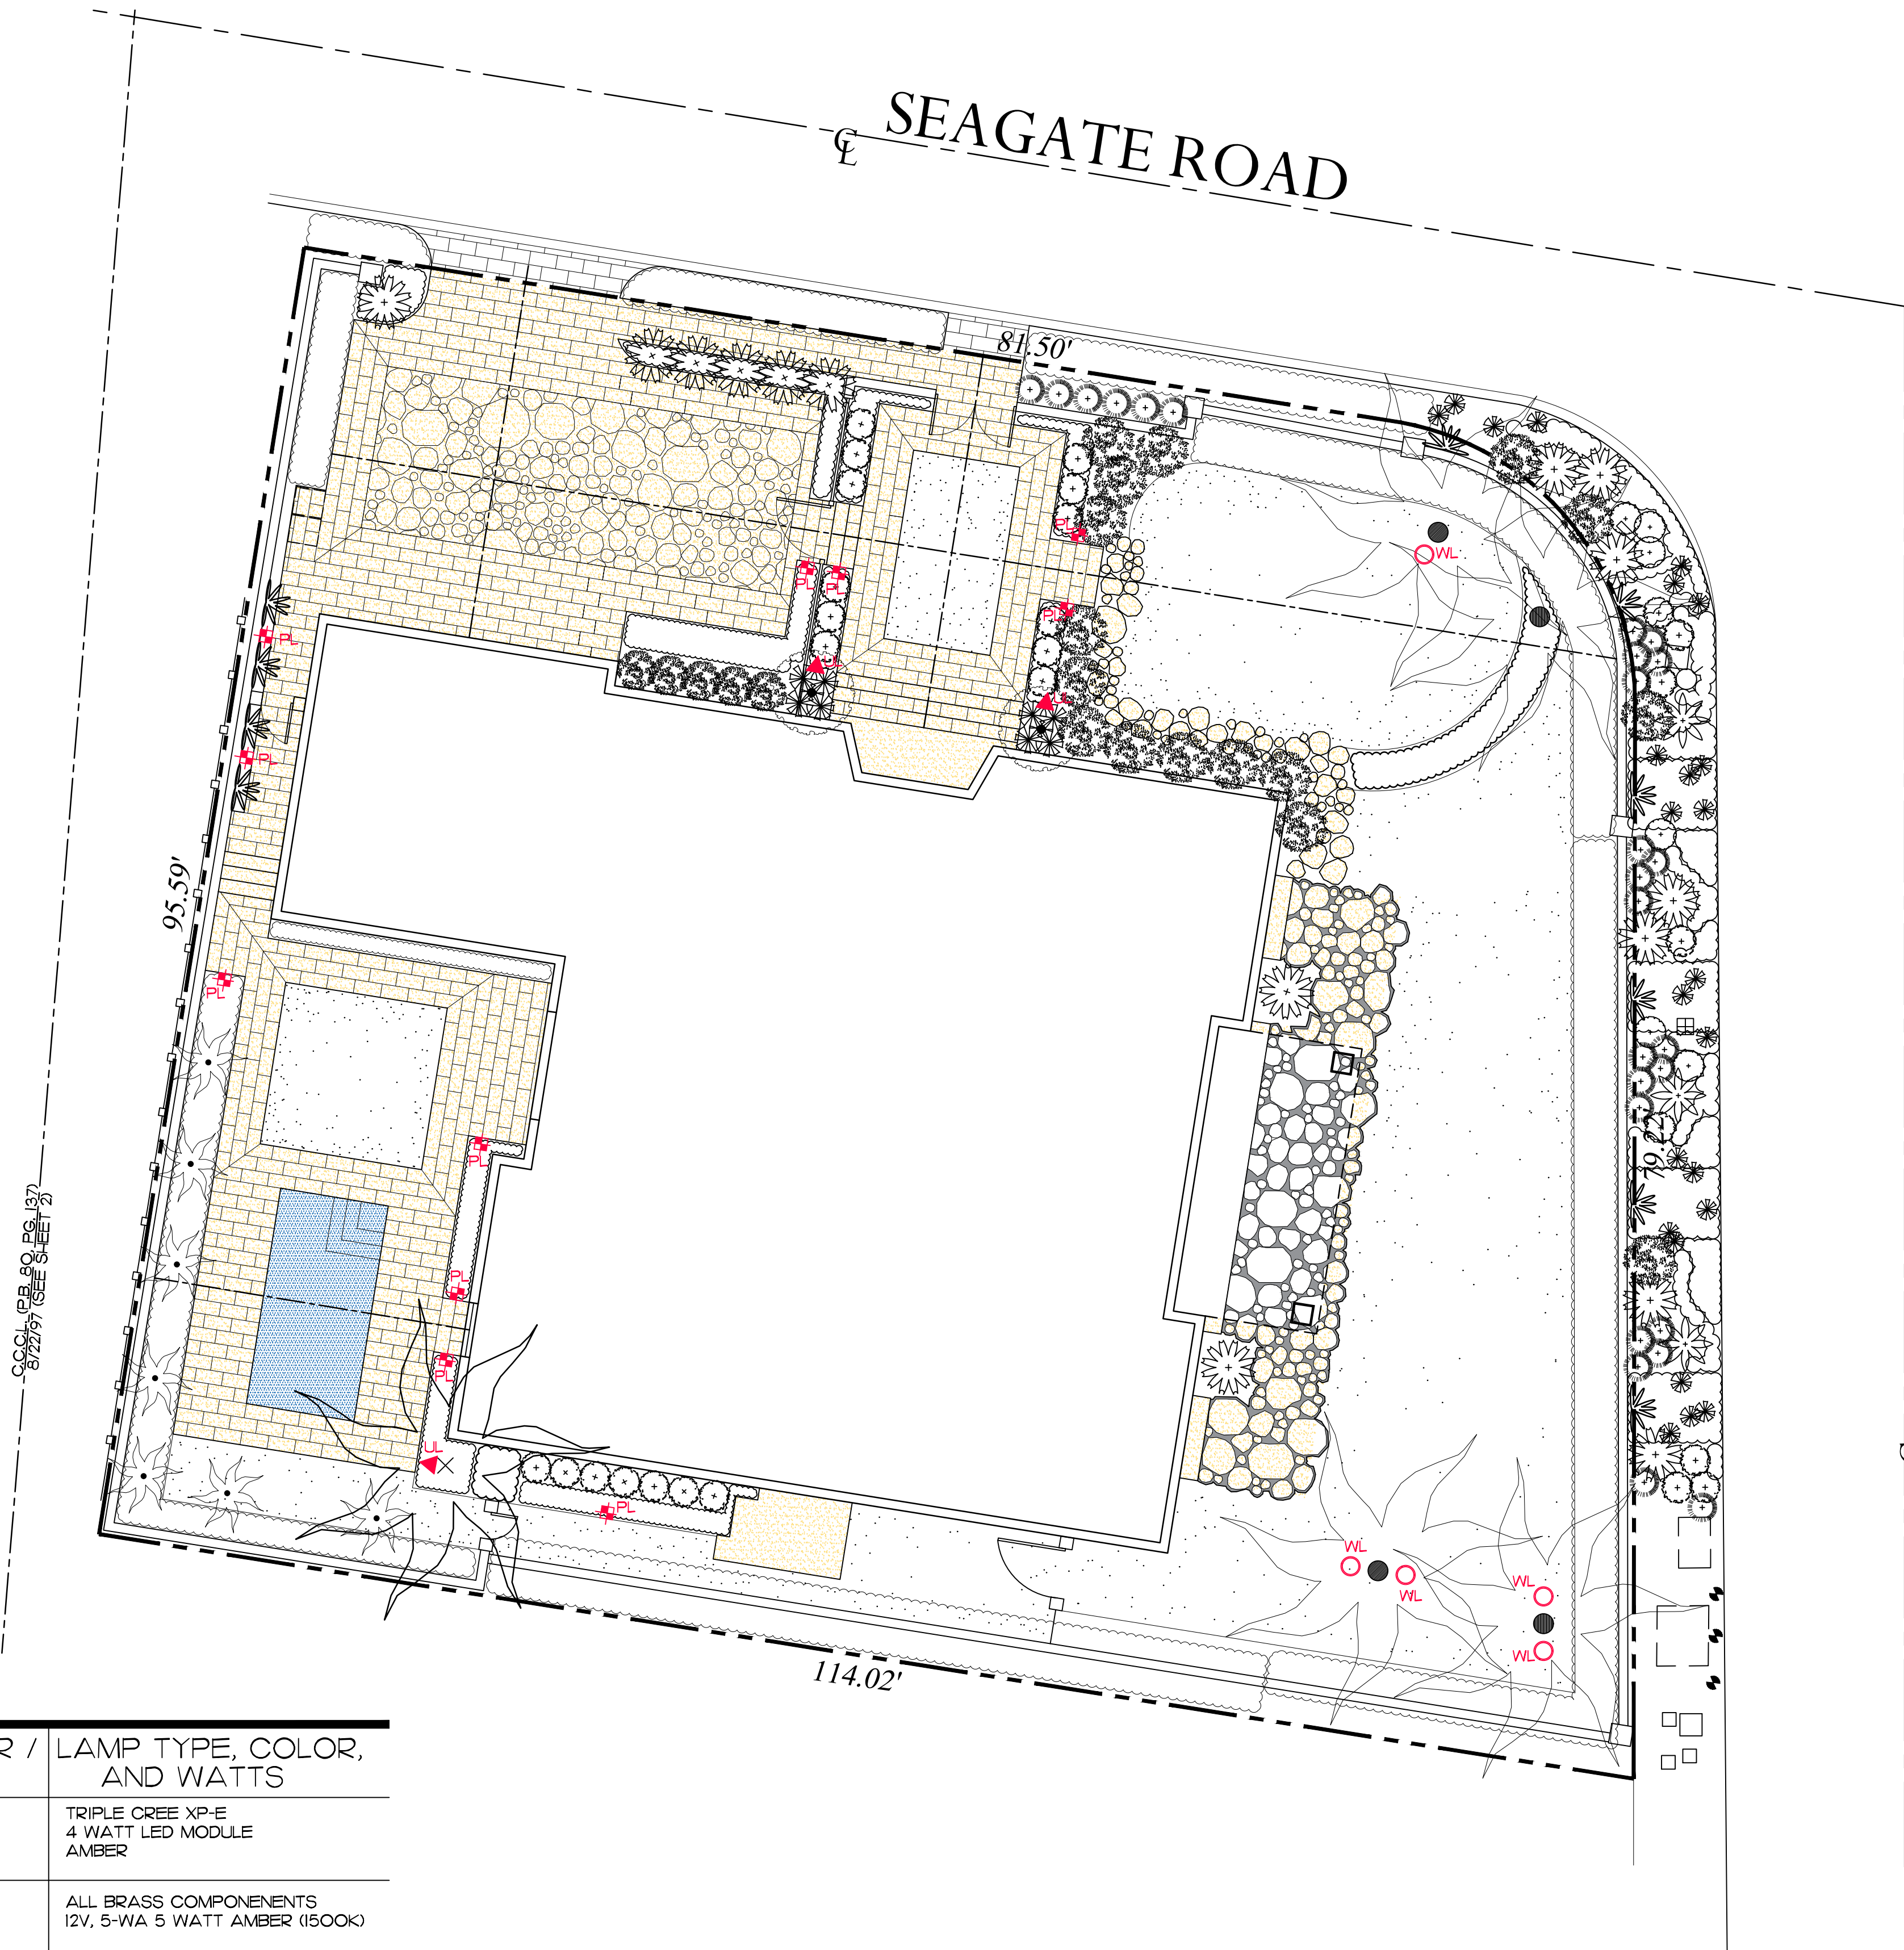 SEAGATE ROAD
CL
81.50'
PL
WL
PL
PL
PL
PL
UL
PL
UL
95.59'
PL
79.22'
PL
C.C.C.L. (P.B. 80, PG. 137)
8/22/97 (SEE SHEET 2)
PL
PL
UL
PL
WL
WL
WL
WL
114.02'
R /
LAMP TYPE, COLOR,
AND WATTS
TRIPLE CREE XP-E
4 WATT LED MODULE
AMBER
ALL BRASS COMPONENENTS
12V, 5-WA 5 WATT AMBER (1500K)